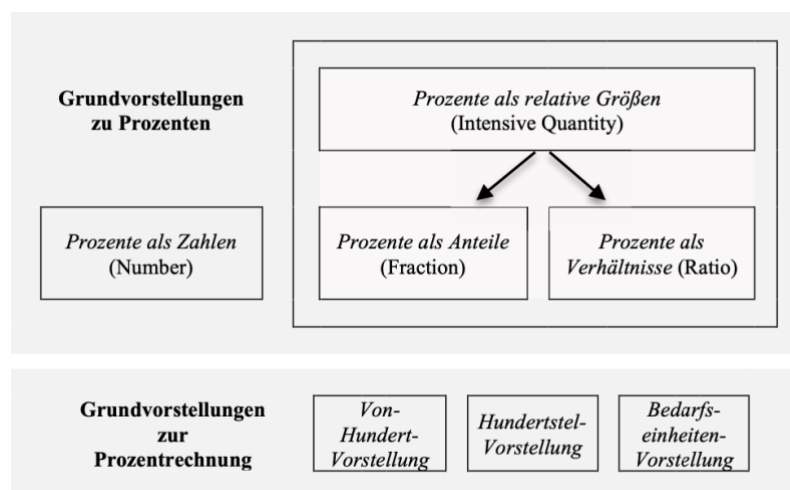 Grundvorstellungen
zu Prozenten
Prozente als relative Größen
(Intensive Quantity)
Prozente als Zahlen
(Number)
Prozente als Anteile
(Fraction)
Prozente als
Verhältnisse (Ratio)
Grundvorstellungen
zur
Prozentrechnung
Von-
Hundert-
Vorstellung
Hundertstel-
Vorstellung
Bedarfs-
einheiten-
Vorstellung